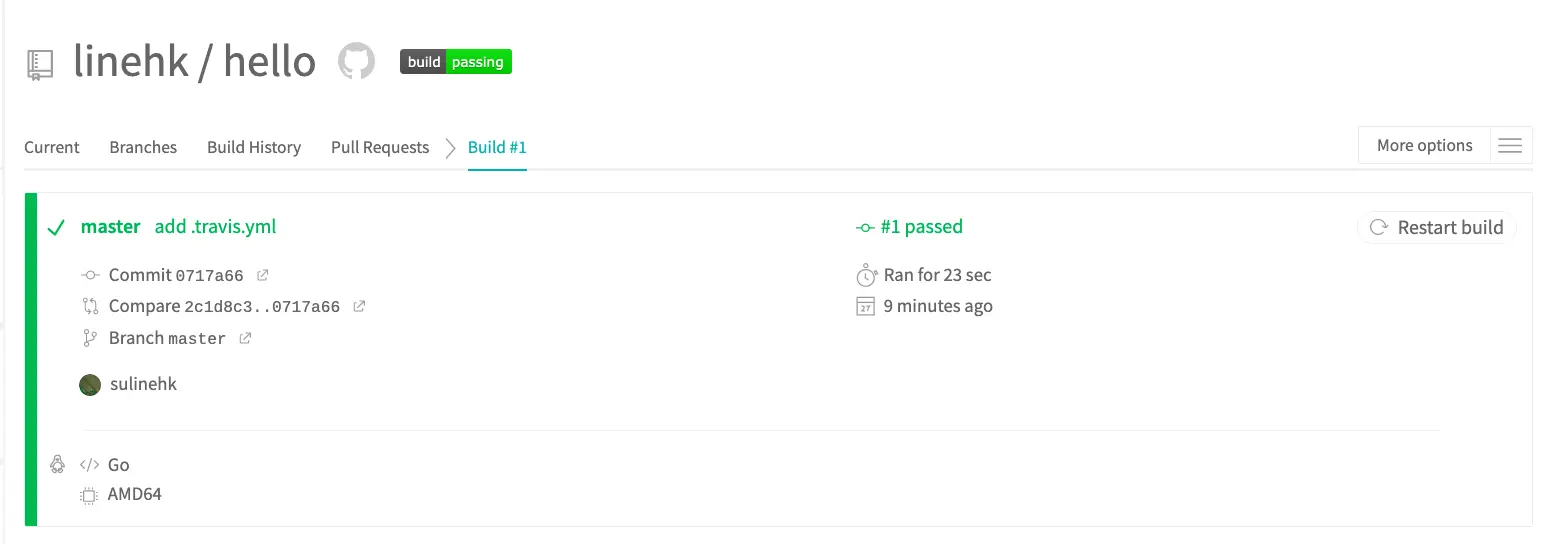 linehk / hello build passing
Current Branches Build History Pull Requests Build #1 More options
master add .travis.yml #1 passed Restart build
Commit 0717a66 Ran for 23 sec
Compare 2c1d8c3..0717a66 27 9 minutes ago
Branch master
sulinehk
</> Go
AMD64